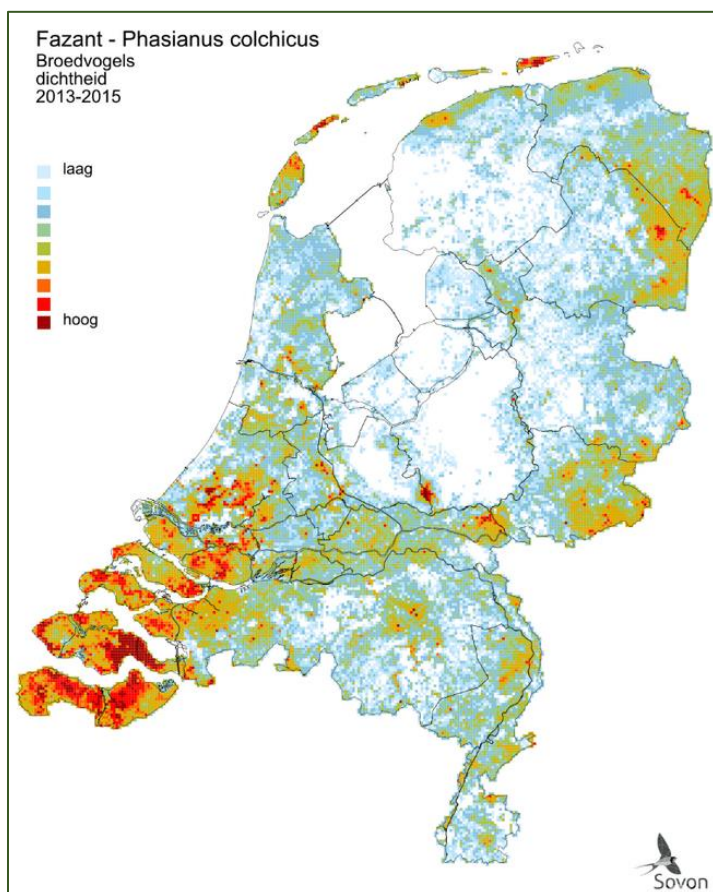 Fazant - Phasianus colchicus
Broedvogels
dichtheid
2013-2015
laag
hoog
Sovon